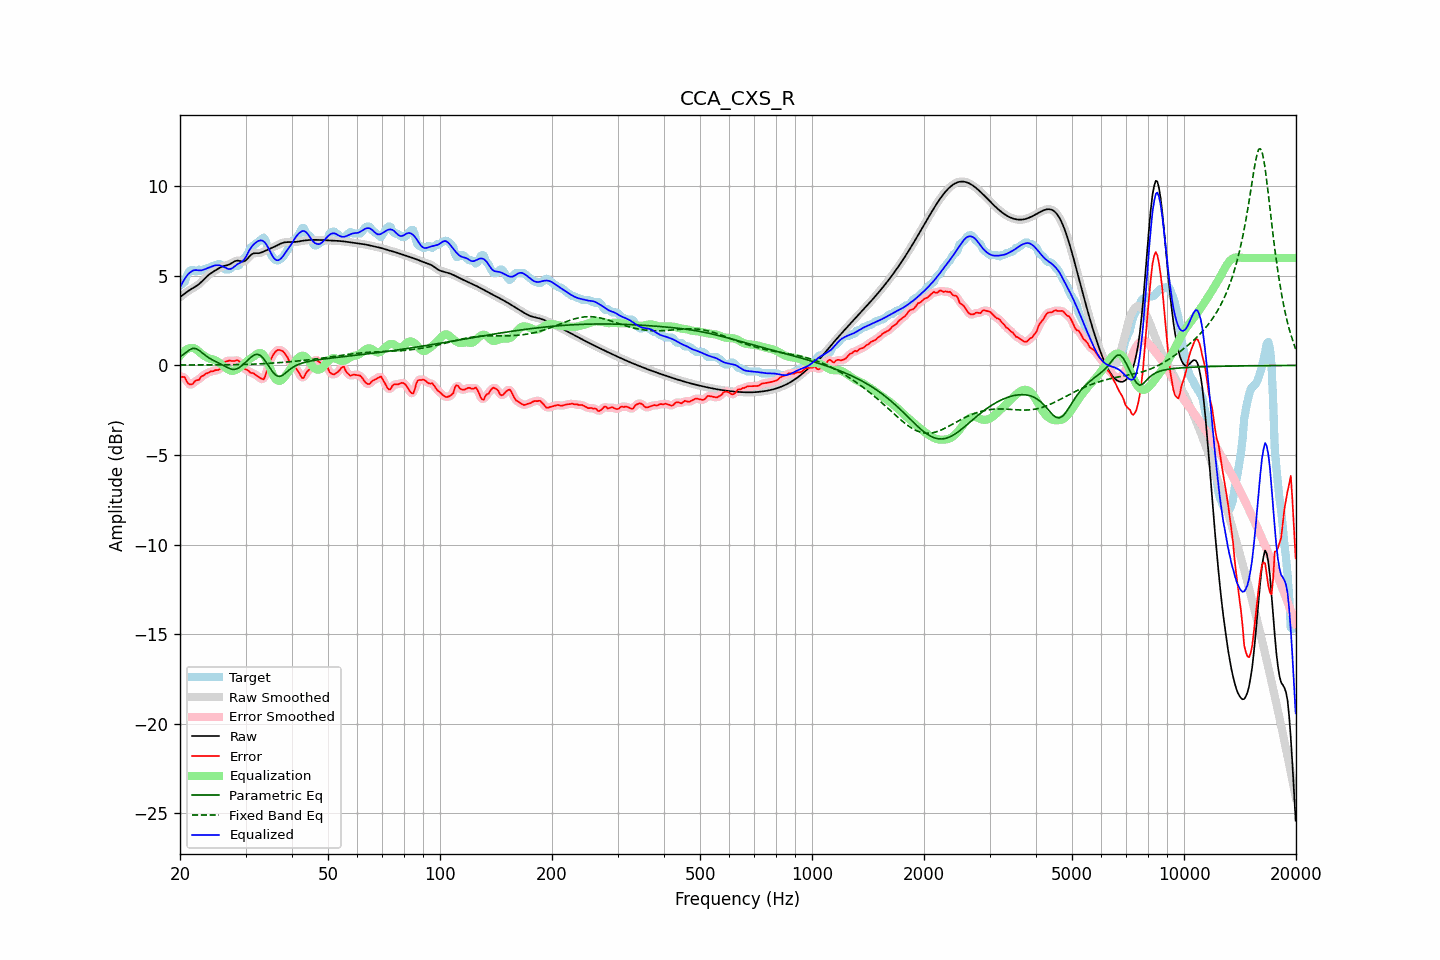 CCA_CXS_R
10
5
0
−5
−10
−15
−20
−25
Amplitude (dBr)
Target
Raw Smoothed
Error Smoothed
Raw
Error
Equalization
Parametric Eq
Fixed Band Eq
Equalized
20 50 100 200 500 1000 2000 5000 10000 20000
Frequency (Hz)